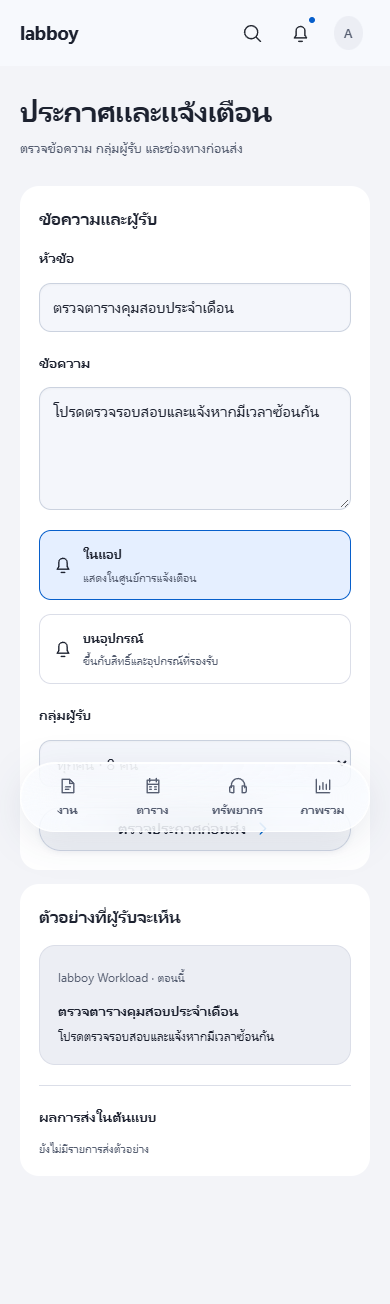 labboy
A
ประกาศและแจ้งเตือน
ตรวจข้อความ กลุ่มผู้รับ และช่องทางก่อนส่ง
ข้อความและผู้รับ
หัวข้อ
ตรวจตารางคุมสอบประจำเดือน
ข้อความ
โปรดตรวจรอบสอบและแจ้งหากมีเวลาซ้อนกัน
ในแอป
แสดงในศูนย์การแจ้งเตือน
บนอุปกรณ์
ขึ้นกับสิทธิ์และอุปกรณ์ที่รองรับ
กลุ่มผู้รับ
งาน
ตาราง
ทรัพยากร
ภาพรวม
ตรวจประกาศก่อนส่ง
ตัวอย่างที่ผู้รับจะเห็น
labboy Workload · ตอนนี้
ตรวจตารางคุมสอบประจำเดือน
โปรดตรวจรอบสอบและแจ้งหากมีเวลาซ้อนกัน
ผลการส่งในต้นแบบ
ยังไม่มีรายการส่งตัวอย่าง